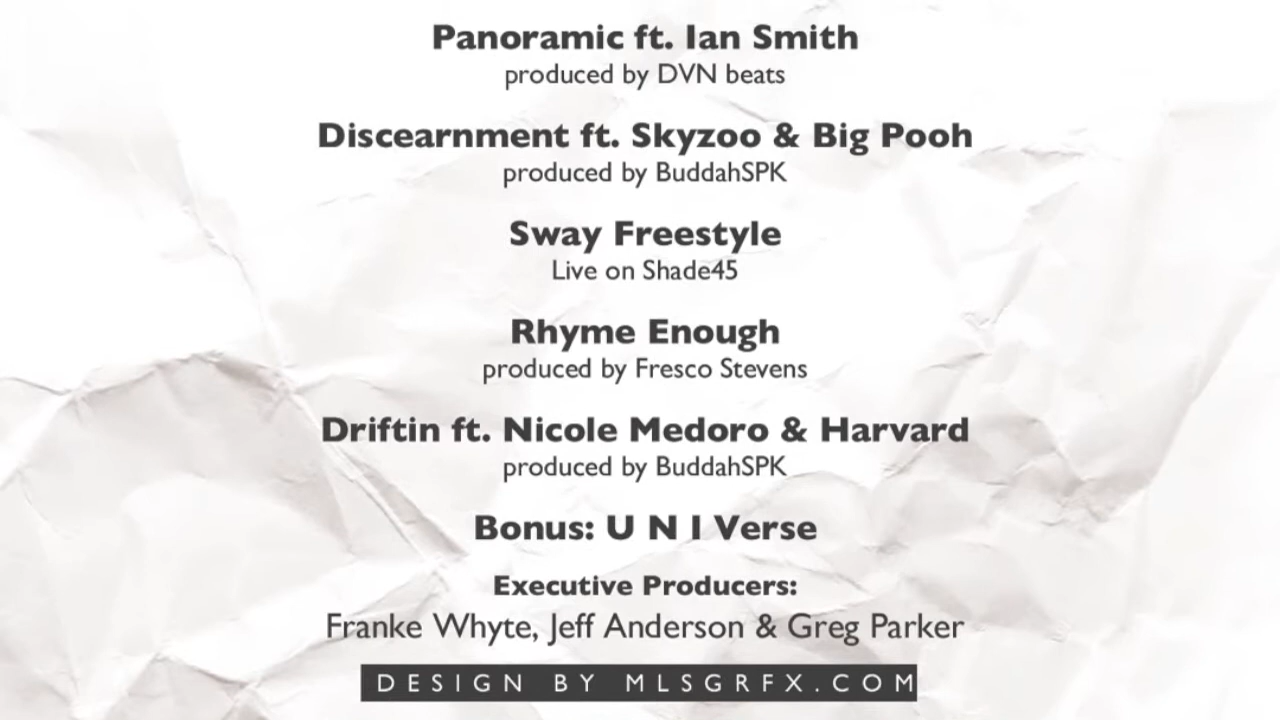 Panoramic ft. Ian Smith
produced by DVN beats
Discearnment ft. Skyzoo & Big Pooh
produced by BuddahSPK
Sway Freestyle
Live on Shade45
Rhyme Enough
produced by Fresco Stevens
Driftin ft. Nicole Medoro & Harvard
produced by BuddahSPK
Bonus: U N I Verse
Executive Producers:
Franke Whyte, Jeff Anderson & Greg Parker
DESIGN BY MLSGRFX.COM